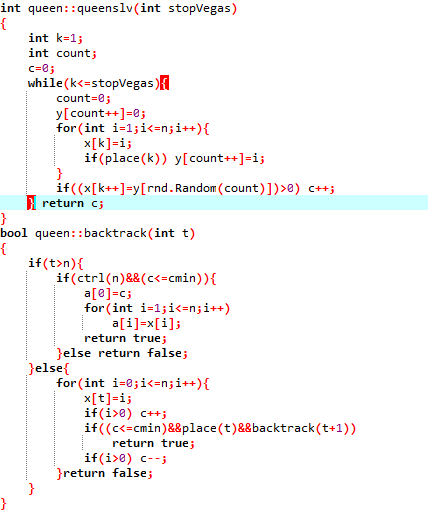 int queen::queenslv(int stopVegas)
{
    int k=1;
    int count;
    c=0;
    while(k<=stopVegas){
        count=0;
        y[count++]=0;
        for(int i=1;i<=n;i++){
            x[k]=i;
            if(place(k)) y[count++]=i;
        }
        if((x[k++]=y[rnd.Random(count)])>0) c++;
    } return c;
}
bool queen::backtrack(int t)
{
    if(t>n){
        if(ctrl(n)&&(c<=cmin)){
            a[0]=c;
            for(int i=1;i<=n;i++)
                a[i]=x[i];
            return true;
        }else return false;
    }else{
        for(int i=0;i<=n;i++){
            x[t]=i;
            if(i>0) c++;
            if((c<=cmin)&&place(t)&&backtrack(t+1))
                return true;
            if(i>0) c--;
        }return false;
    }
}